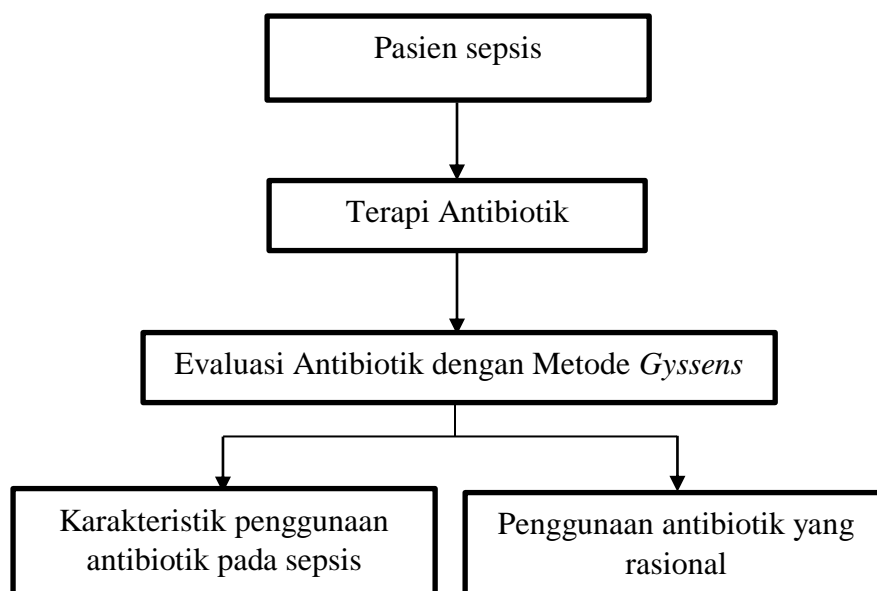 Pasien sepsis
Terapi Antibiotik
Evaluasi Antibiotik dengan Metode Gyssens
Karakteristik penggunaan
antibiotik pada sepsis
Penggunaan antibiotik yang
rasional